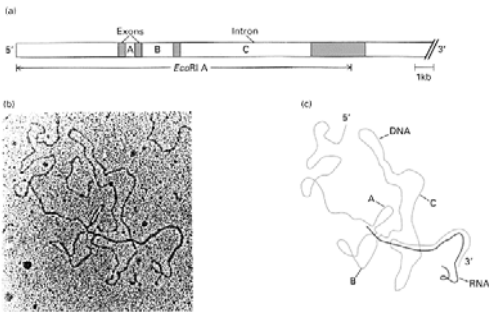 (a)
Exons Intron
5' A B C 3'
EcoRI A
1kb
(b)
(c)
5'
DNA
A
C
3'
B
RNA